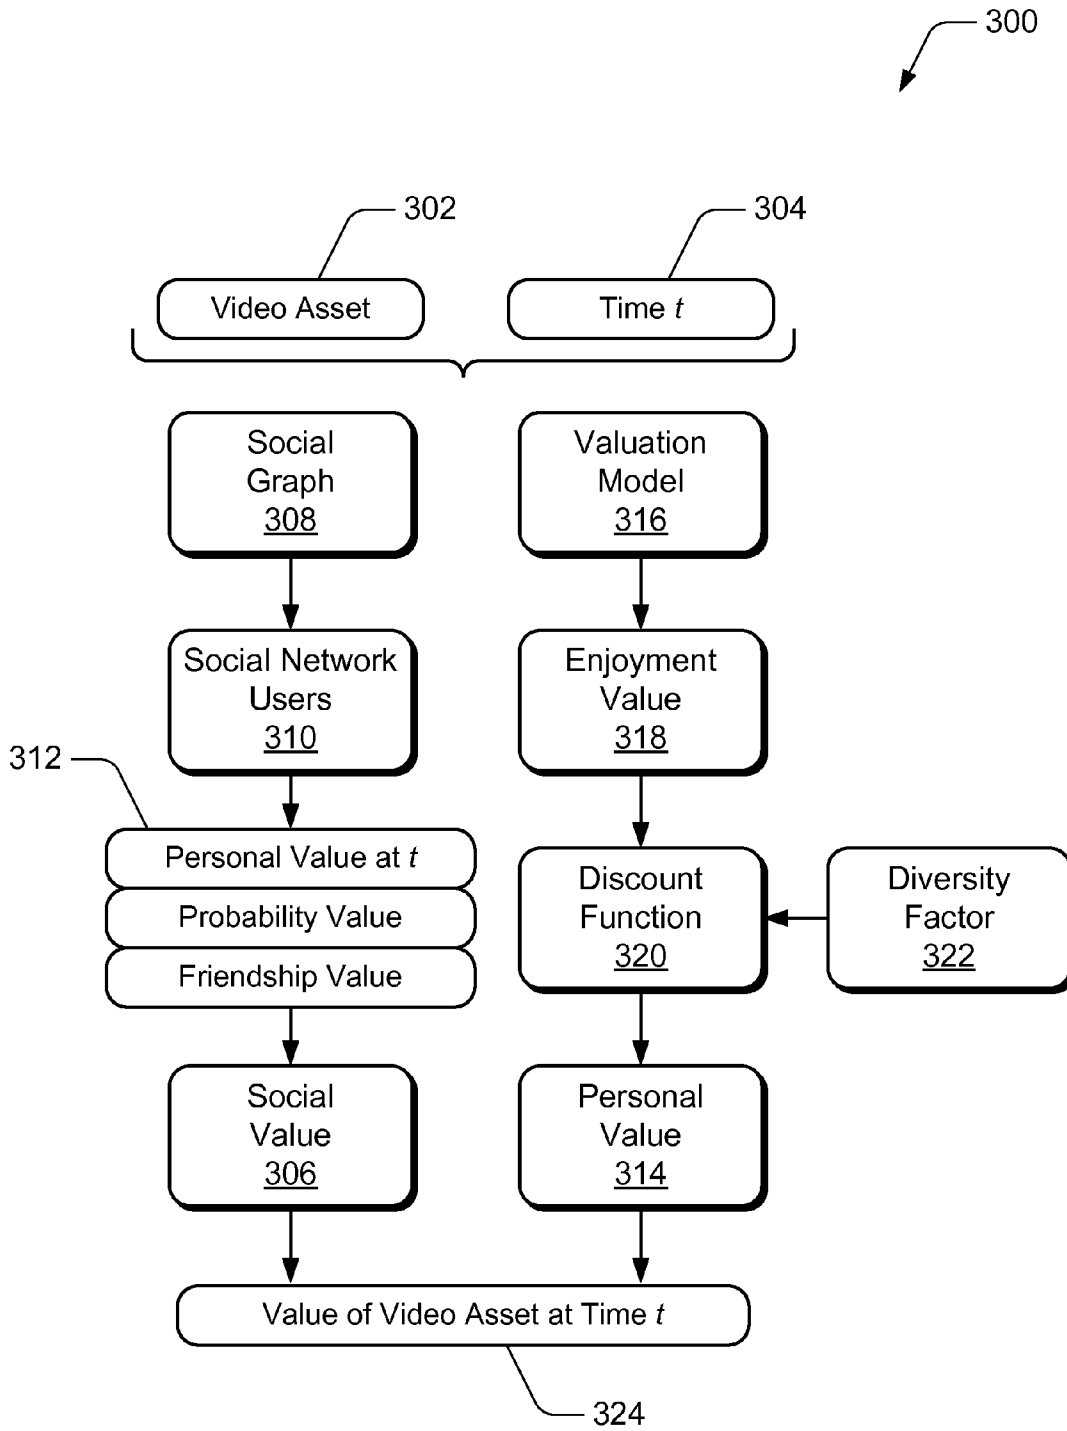 300
302
304
Video Asset
Time t
Social
Graph
308
Valuation
Model
316
Social Network
Users
310
Enjoyment
Value
318
312
Personal Value at t
Probability Value
Friendship Value
Discount
Function
320
Diversity
Factor
322
Social
Value
306
Personal
Value
314
Value of Video Asset at Time t
324